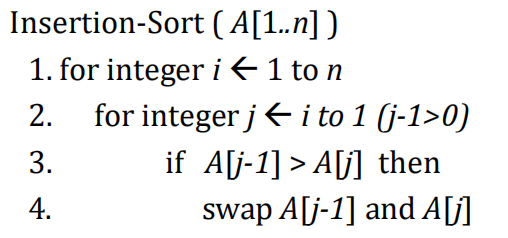 Insertion-Sort ( A[1..n] )
1. for integer i ← 1 to n
2. for integer j ← i to 1 (j-1>0)
3. if A[j-1] > A[j] then
4. swap A[j-1] and A[j]